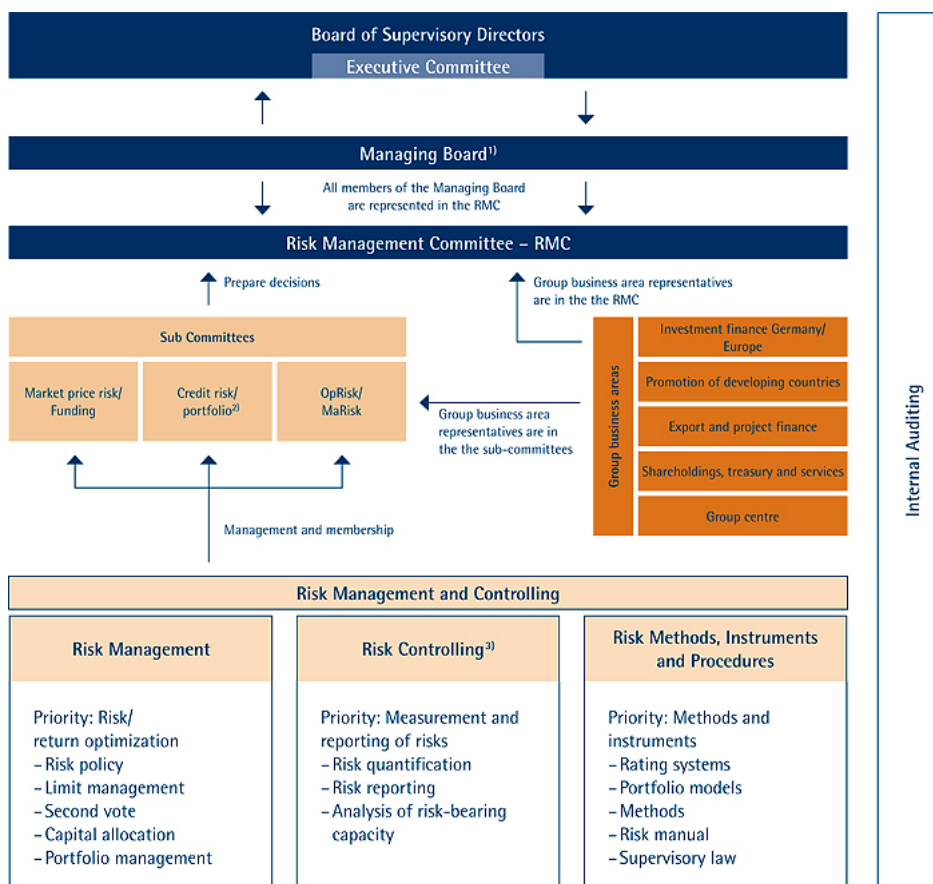 Board of Supervisory Directors
Executive Committee
Managing Board1)
All members of the Managing Board
are represented in the RMC
Risk Management Committee – RMC
Prepare decisions
Group business area representatives
are in the the RMC
Sub Committees
Market price risk/
Funding
Credit risk/
portfolio2)
OpRisk/
MaRisk
Group business area
representatives are in
the the sub-committees
Group business areas
Investment finance Germany/
Europe
Promotion of developing countries
Export and project finance
Shareholdings, treasury and services
Group centre
Management and membership
Risk Management and Controlling
Risk Management
Priority: Risk/
return optimization
– Risk policy
– Limit management
– Second vote
– Capital allocation
– Portfolio management
Risk Controlling3)
Priority: Measurement and
reporting of risks
– Risk quantification
– Risk reporting
– Analysis of risk-bearing
capacity
Risk Methods, Instruments
and Procedures
Priority: Methods and
instruments
– Rating systems
– Portfolio models
– Methods
– Risk manual
– Supervisory law
Internal Auditing